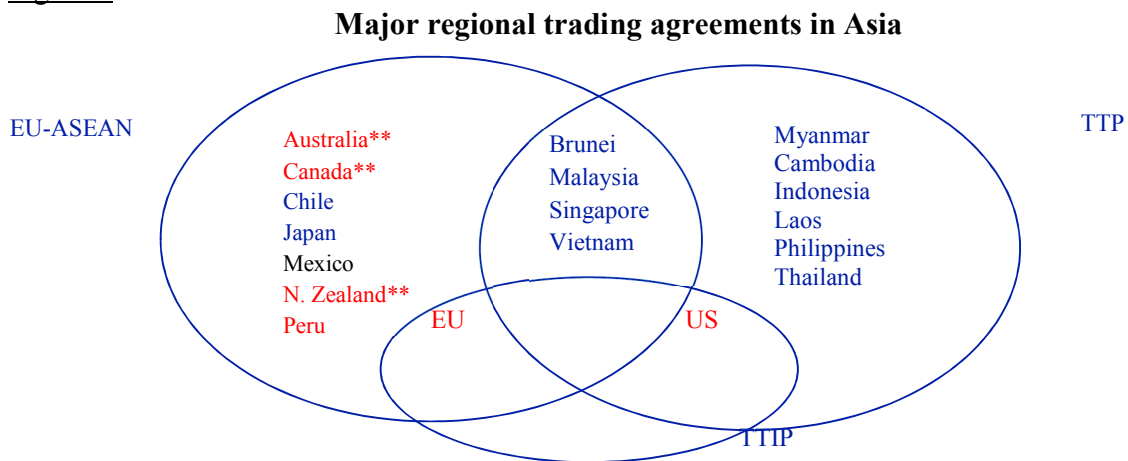 Major regional trading agreements in Asia
EU-ASEAN
TTP
Australia**
Canada**
Chile
Japan
Mexico
N. Zealand**
Peru
Brunei
Malaysia
Singapore
Vietnam
Myanmar
Cambodia
Indonesia
Laos
Philippines
Thailand
EU
US
TTIP